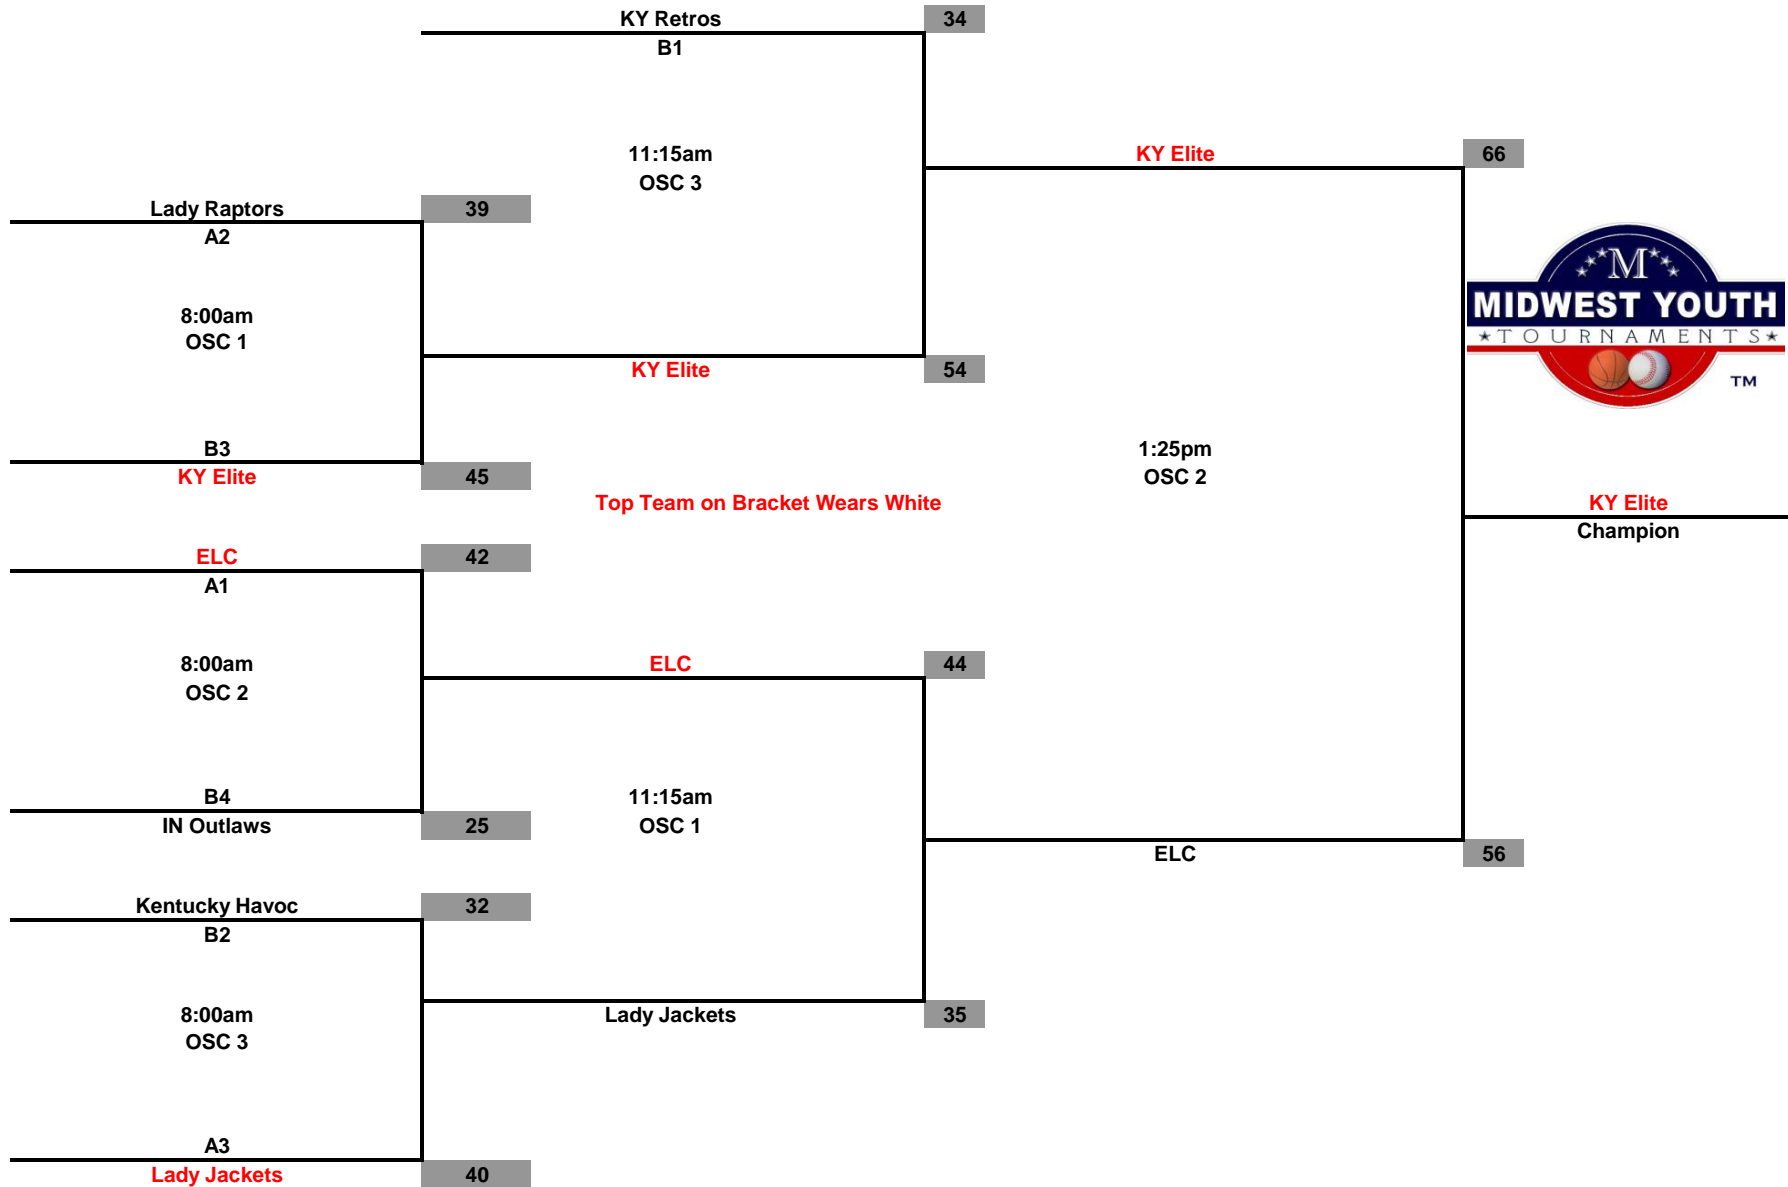 KY Retros 34
B1
11:15am
OSC 3
KY Elite 66
Lady Raptors 39
A2
8:00am
OSC 1
M
MIDWEST YOUTH
TOURNAMENTS
TM
KY Elite 54
B3
KY Elite 45
1:25pm
OSC 2
Top Team on Bracket Wears White
KY Elite
Champion
ELC 42
A1
8:00am
OSC 2
ELC 44
B4
IN Outlaws 25
11:15am
OSC 1
ELC 56
Kentucky Havoc 32
B2
8:00am
OSC 3
Lady Jackets 35
A3
Lady Jackets 40